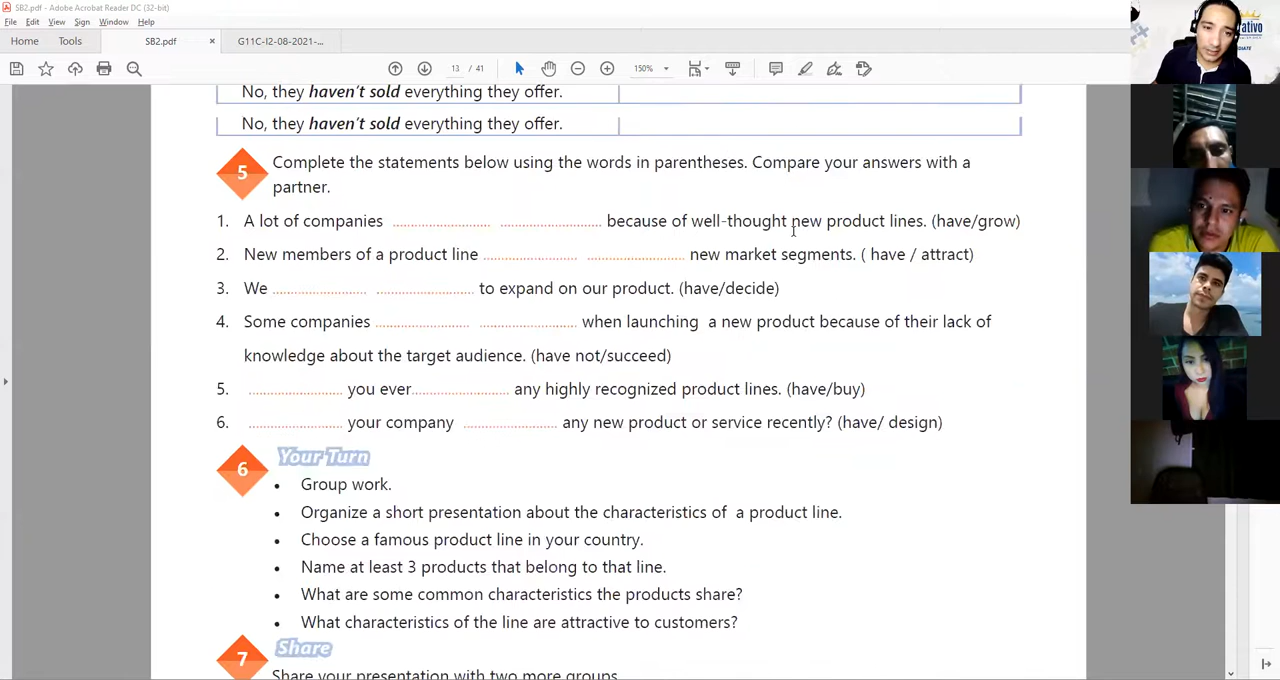 SB2.pdf - Adobe Acrobat Reader DC (32-bit)
File Edit View Sign Window Help
Home Tools SB2.pdf × G11C-I2-08-2021-...
13 / 41 150%
No, they haven't sold everything they offer.
No, they haven't sold everything they offer.
5 Complete the statements below using the words in parentheses. Compare your answers with a
partner.
1. A lot of companies ........................ ......................... because of well-thought new product lines. (have/grow)
2. New members of a product line ....................... ........................ new market segments. ( have / attract)
3. We ....................... ........................ to expand on our product. (have/decide)
4. Some companies ....................... ........................ when launching a new product because of their lack of
knowledge about the target audience. (have not/succeed)
5. ....................... you ever........................ any highly recognized product lines. (have/buy)
6. ....................... your company ....................... any new product or service recently? (have/ design)
6 Your Turn
• Group work.
• Organize a short presentation about the characteristics of a product line.
• Choose a famous product line in your country.
• Name at least 3 products that belong to that line.
• What are some common characteristics the products share?
• What characteristics of the line are attractive to customers?
7 Share
Share your presentation with two more groups
ativo
EDIATE